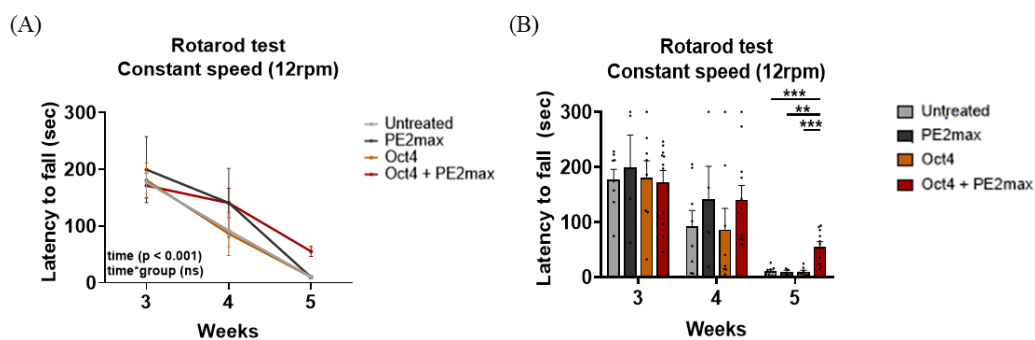 (A)
Rotarod test
Constant speed (12rpm)
Latency to fall (sec)
300
200
100
0
Untreated
PE2max
Oct4
Oct4 + PE2max
time (p < 0.001)
time*group (ns)
3 4 5
Weeks
(B)
Rotarod test
Constant speed (12rpm)
Latency to fall (sec)
300
200
100
0
***
**
***
3 4 5
Weeks
Untreated
PE2max
Oct4
Oct4 + PE2max